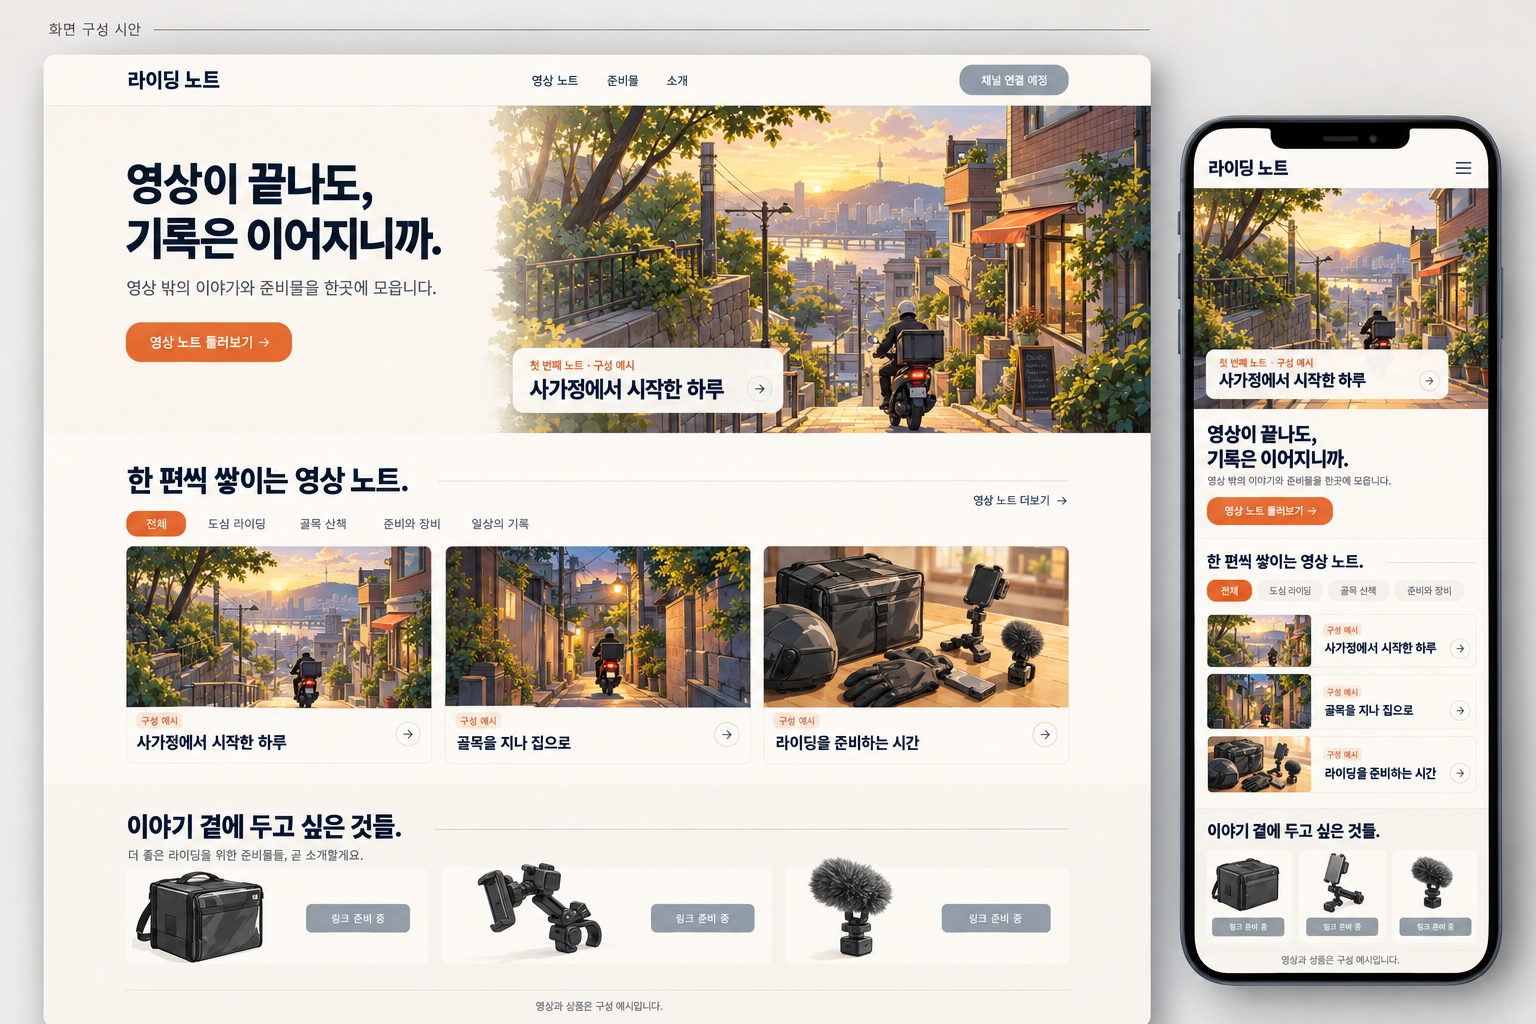 화면 구성 시안
라이딩 노트
영상 노트
준비물
소개
채널 연결 예정
영상이 끝나도,
기록은 이어지니까.
영상 밖의 이야기와 준비물을 한곳에 모읍니다.
영상 노트 둘러보기 →
첫 번째 노트 · 구성 예시
사가정에서 시작한 하루
한 편씩 쌓이는 영상 노트.
영상 노트 더보기 →
전체
도심 라이딩
골목 산책
준비와 장비
일상의 기록
구성 예시
사가정에서 시작한 하루
구성 예시
골목을 지나 집으로
구성 예시
라이딩을 준비하는 시간
이야기 곁에 두고 싶은 것들.
더 좋은 라이딩을 위한 준비물들, 곧 소개할게요.
링크 준비 중
링크 준비 중
링크 준비 중
영상과 상품은 구성 예시입니다.
라이딩 노트
첫 번째 노트 · 구성 예시
사가정에서 시작한 하루
영상이 끝나도,
기록은 이어지니까.
영상 밖의 이야기와 준비물을 한곳에 모읍니다.
영상 노트 둘러보기 →
한 편씩 쌓이는 영상 노트.
전체
도심 라이딩
골목 산책
준비와 장비
구성 예시
사가정에서 시작한 하루
구성 예시
골목을 지나 집으로
구성 예시
라이딩을 준비하는 시간
이야기 곁에 두고 싶은 것들.
링크 준비 중
링크 준비 중
링크 준비 중
영상과 상품은 구성 예시입니다.